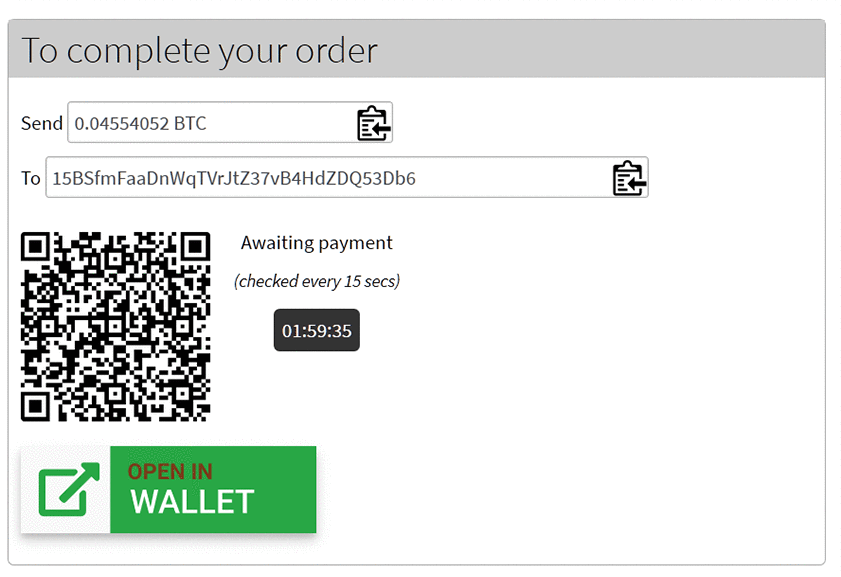 To complete your order
Send 0.04554052 BTC
To 15BSfmFaaDnWqTVrJtZ37vB4HdZDQ53Db6
Awaiting payment
(checked every 15 secs)
01:59:35
OPEN IN
WALLET